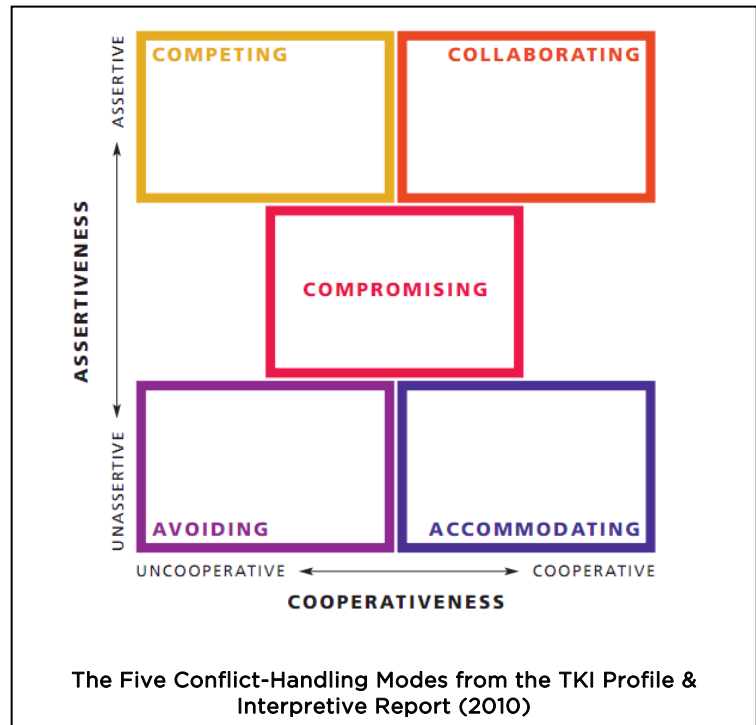 ASSERTIVE
COMPETING
COLLABORATING
ASSERTIVENESS
COMPROMISING
UNASSERTIVE
AVOIDING
ACCOMMODATING
UNCOOPERATIVE
COOPERATIVE
COOPERATIVENESS
The Five Conflict-Handling Modes from the TKI Profile &
Interpretive Report (2010)